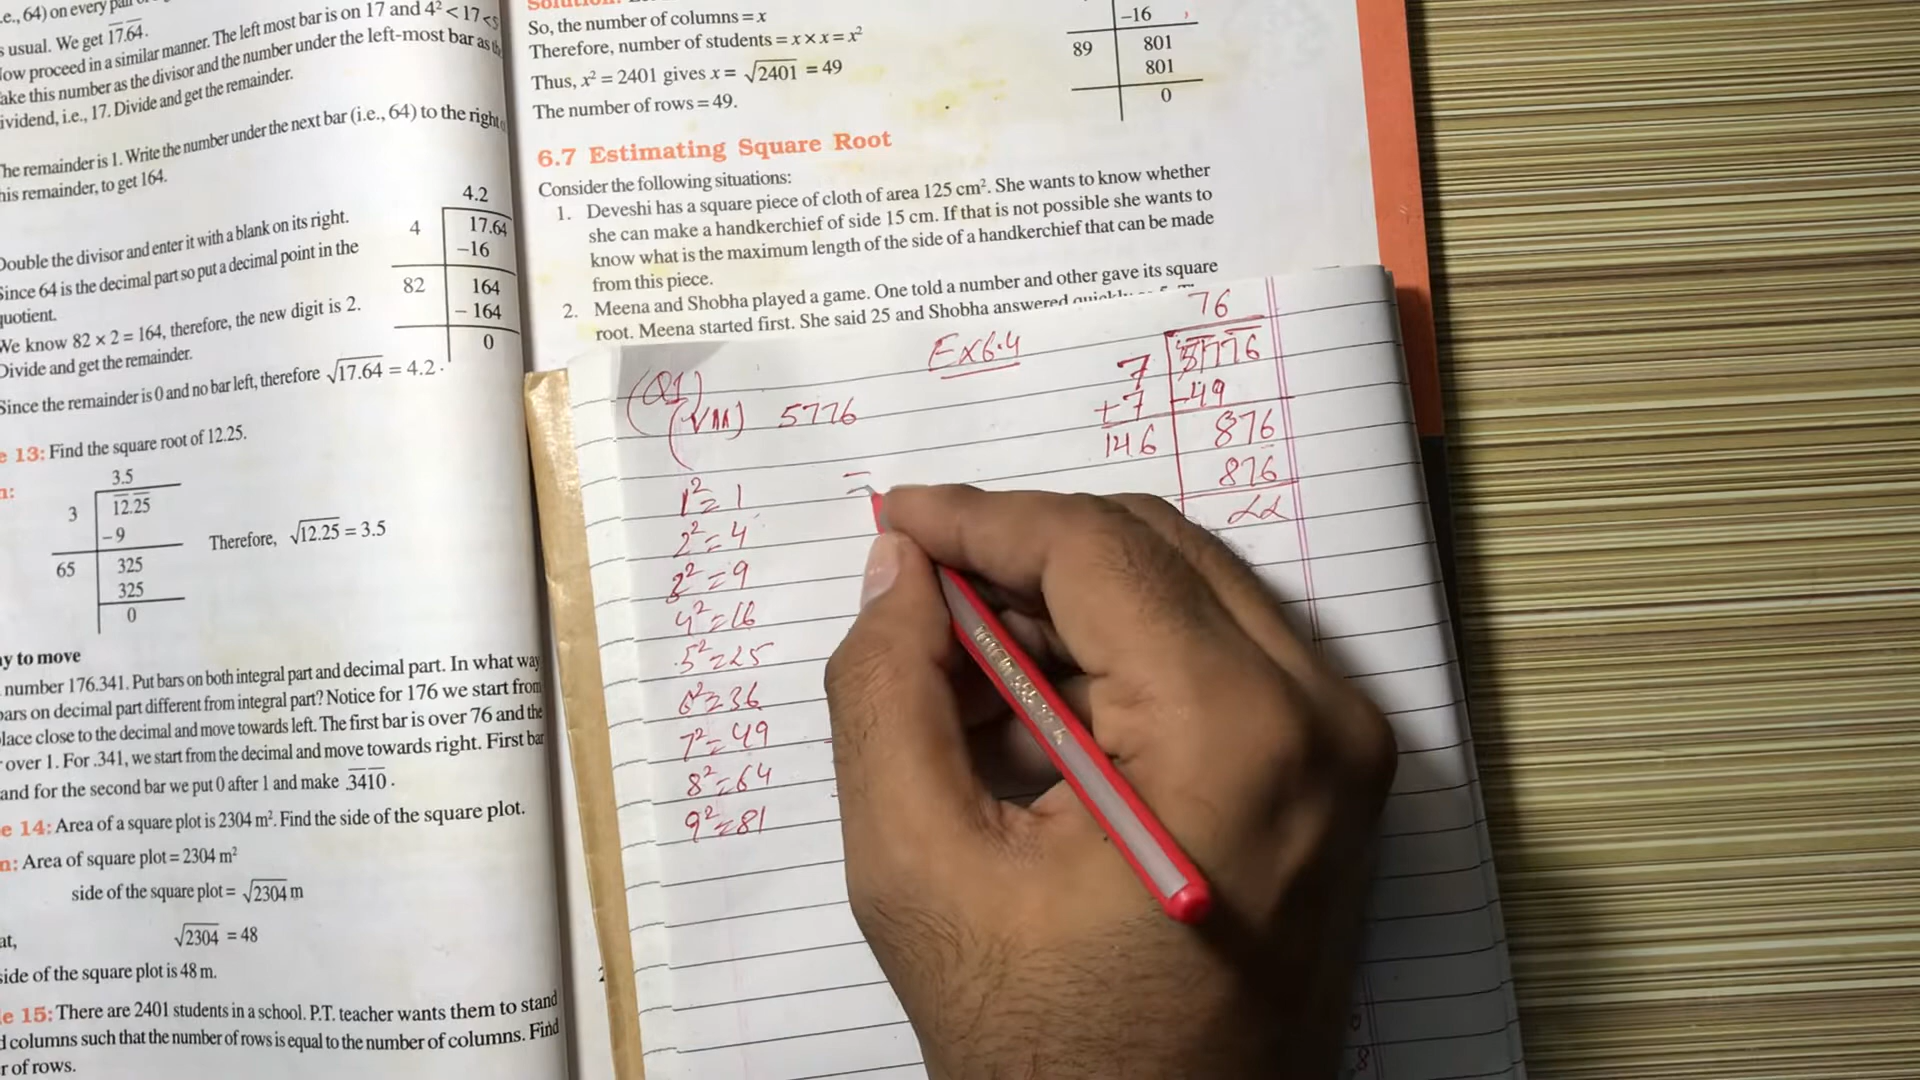 e., 64) on every
s usual. We get 17.64.
ow proceed in a similar manner. The left most bar is on 17 and 4² < 17 < 5
ake this number as the divisor and the number under the left-most bar as
ividend, i.e., 17. Divide and get the remainder.
he remainder is 1. Write the number under the next bar (i.e., 64) to the right
his remainder, to get 164.
Double the divisor and enter it with a blank on its right.
Since 64 is the decimal part so put a decimal point in the
quotient.
We know 82 × 2 = 164, therefore, the new digit is 2.
Divide and get the remainder.
Since the remainder is 0 and no bar left, therefore √17.64 = 4.2.
4.2
4 17.64
–16
82 164
– 164
0
e 13: Find the square root of 12.25.
n:
3.5
3 12.25
– 9
65 325
325
0
Therefore, √12.25 = 3.5
y to move
number 176.341. Put bars on both integral part and decimal part. In what way
bars on decimal part different from integral part? Notice for 176 we start from
lace close to the decimal and move towards left. The first bar is over 76 and the
over 1. For .341, we start from the decimal and move towards right. First bar
and for the second bar we put 0 after 1 and make 3410.
e 14: Area of a square plot is 2304 m². Find the side of the square plot.
n: Area of square plot = 2304 m²
side of the square plot = √2304 m
at, √2304 = 48
side of the square plot is 48 m.
e 15: There are 2401 students in a school. P.T. teacher wants them to stand
d columns such that the number of rows is equal to the number of columns. Find
r of rows.
Solution:
So, the number of columns = x
Therefore, number of students = x × x = x²
Thus, x² = 2401 gives x = √2401 = 49
The number of rows = 49.
–16
89 801
801
0
6.7 Estimating Square Root
Consider the following situations:
1. Deveshi has a square piece of cloth of area 125 cm². She wants to know whether
she can make a handkerchief of side 15 cm. If that is not possible she wants to
know what is the maximum length of the side of a handkerchief that can be made
from this piece.
2. Meena and Shobha played a game. One told a number and other gave its square
root. Meena started first. She said 25 and Shobha answered
Ex 6.4
(Q1)
5776
1² = 1
2² = 4
3² = 9
4² = 16
5² = 25
6² = 36
7² = 49
8² = 64
9² = 81
=
76
7 5776
+7 –49
146 876
876